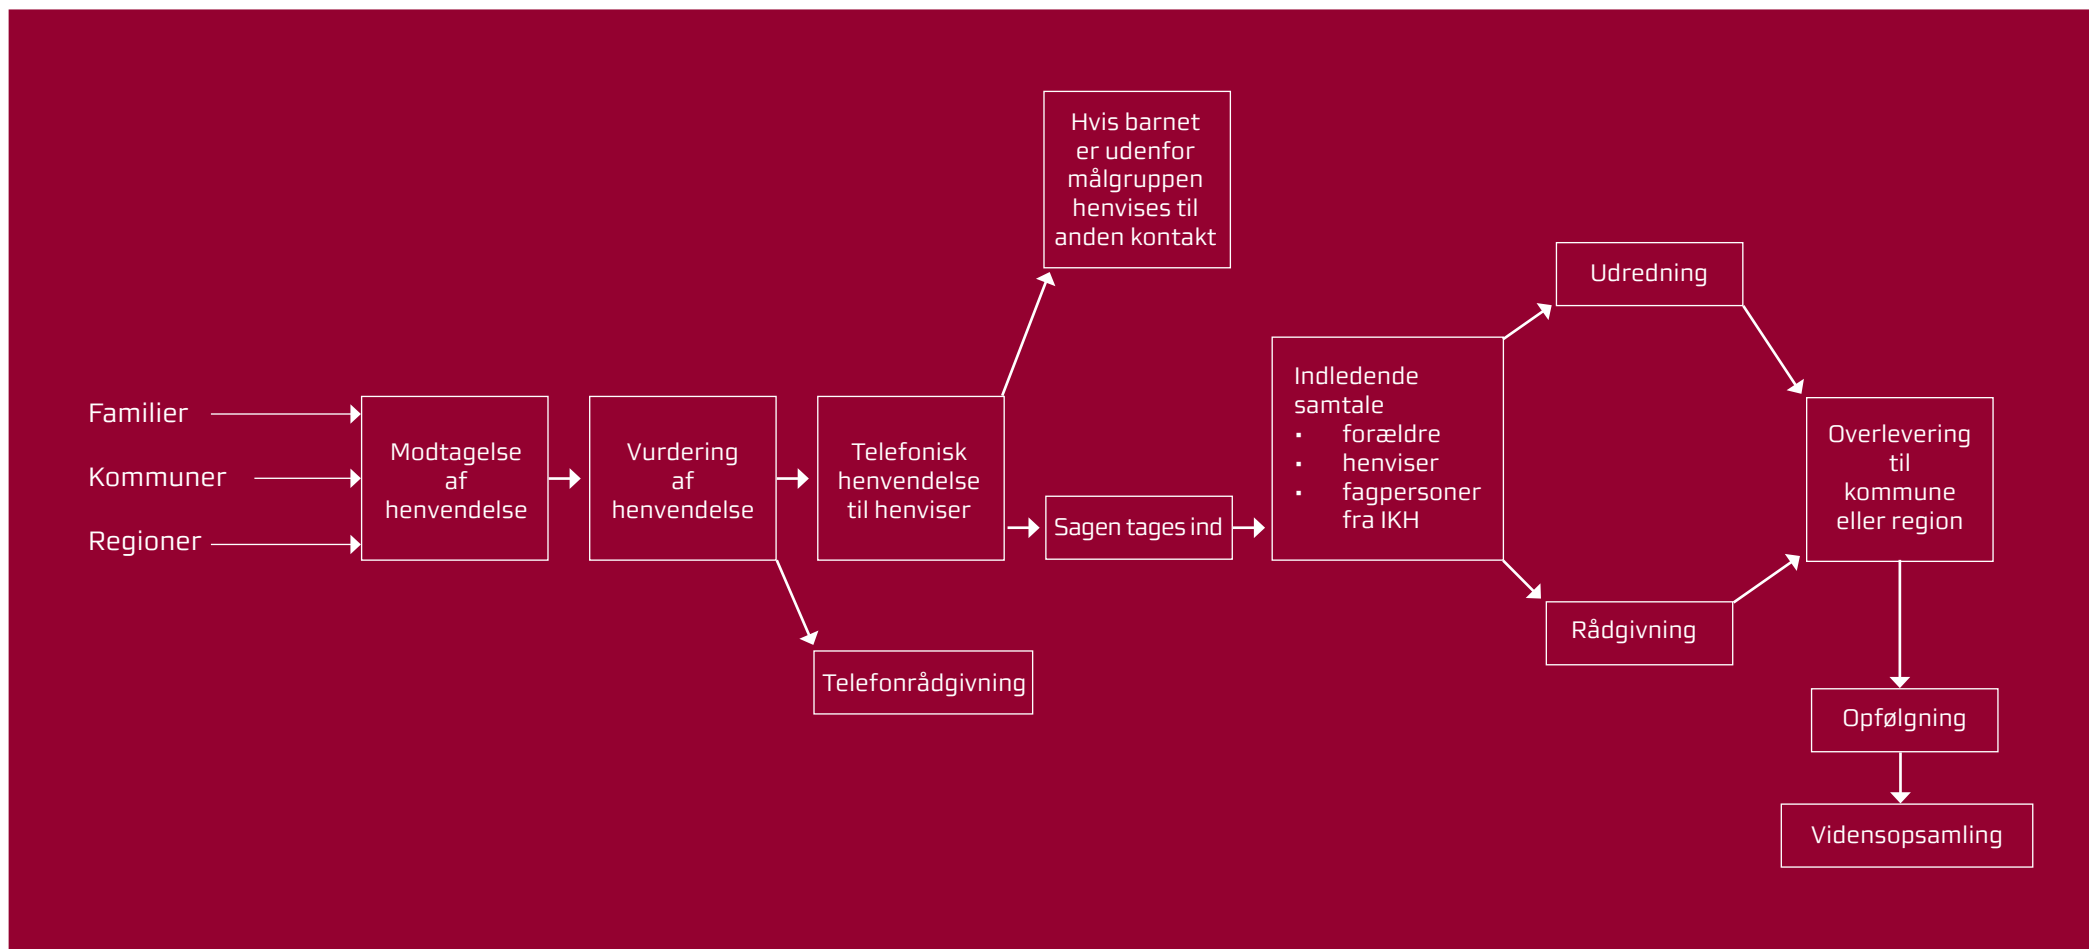 Familier
Kommuner
Regioner
Modtagelse
af
henvendelse
Vurdering
af
henvendelse
Telefonrådgivning
Telefonisk
henvendelse
til henviser
Hvis barnet
er udenfor
målgruppen
henvises til
anden kontakt
Sagen tages ind
Indledende
samtale
▪ forældre
▪ henviser
▪ fagpersoner
fra IKH
Udredning
Rådgivning
Overlevering
til
kommune
eller region
Opfølgning
Vidensopsamling